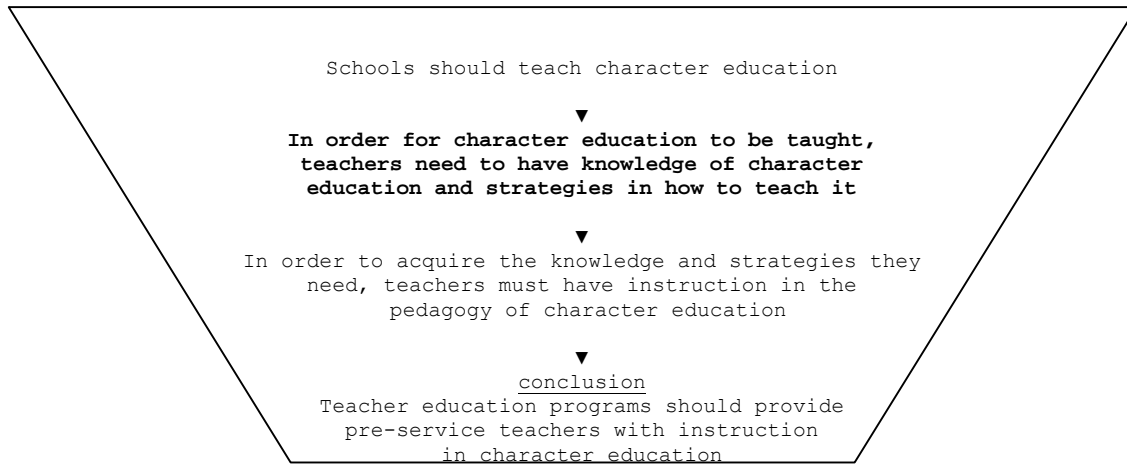 Schools should teach character education
▼
In order for character education to be taught,
teachers need to have knowledge of character
education and strategies in how to teach it
▼
In order to acquire the knowledge and strategies they
need, teachers must have instruction in the
pedagogy of character education
▼
conclusion
Teacher education programs should provide
pre-service teachers with instruction
in character education